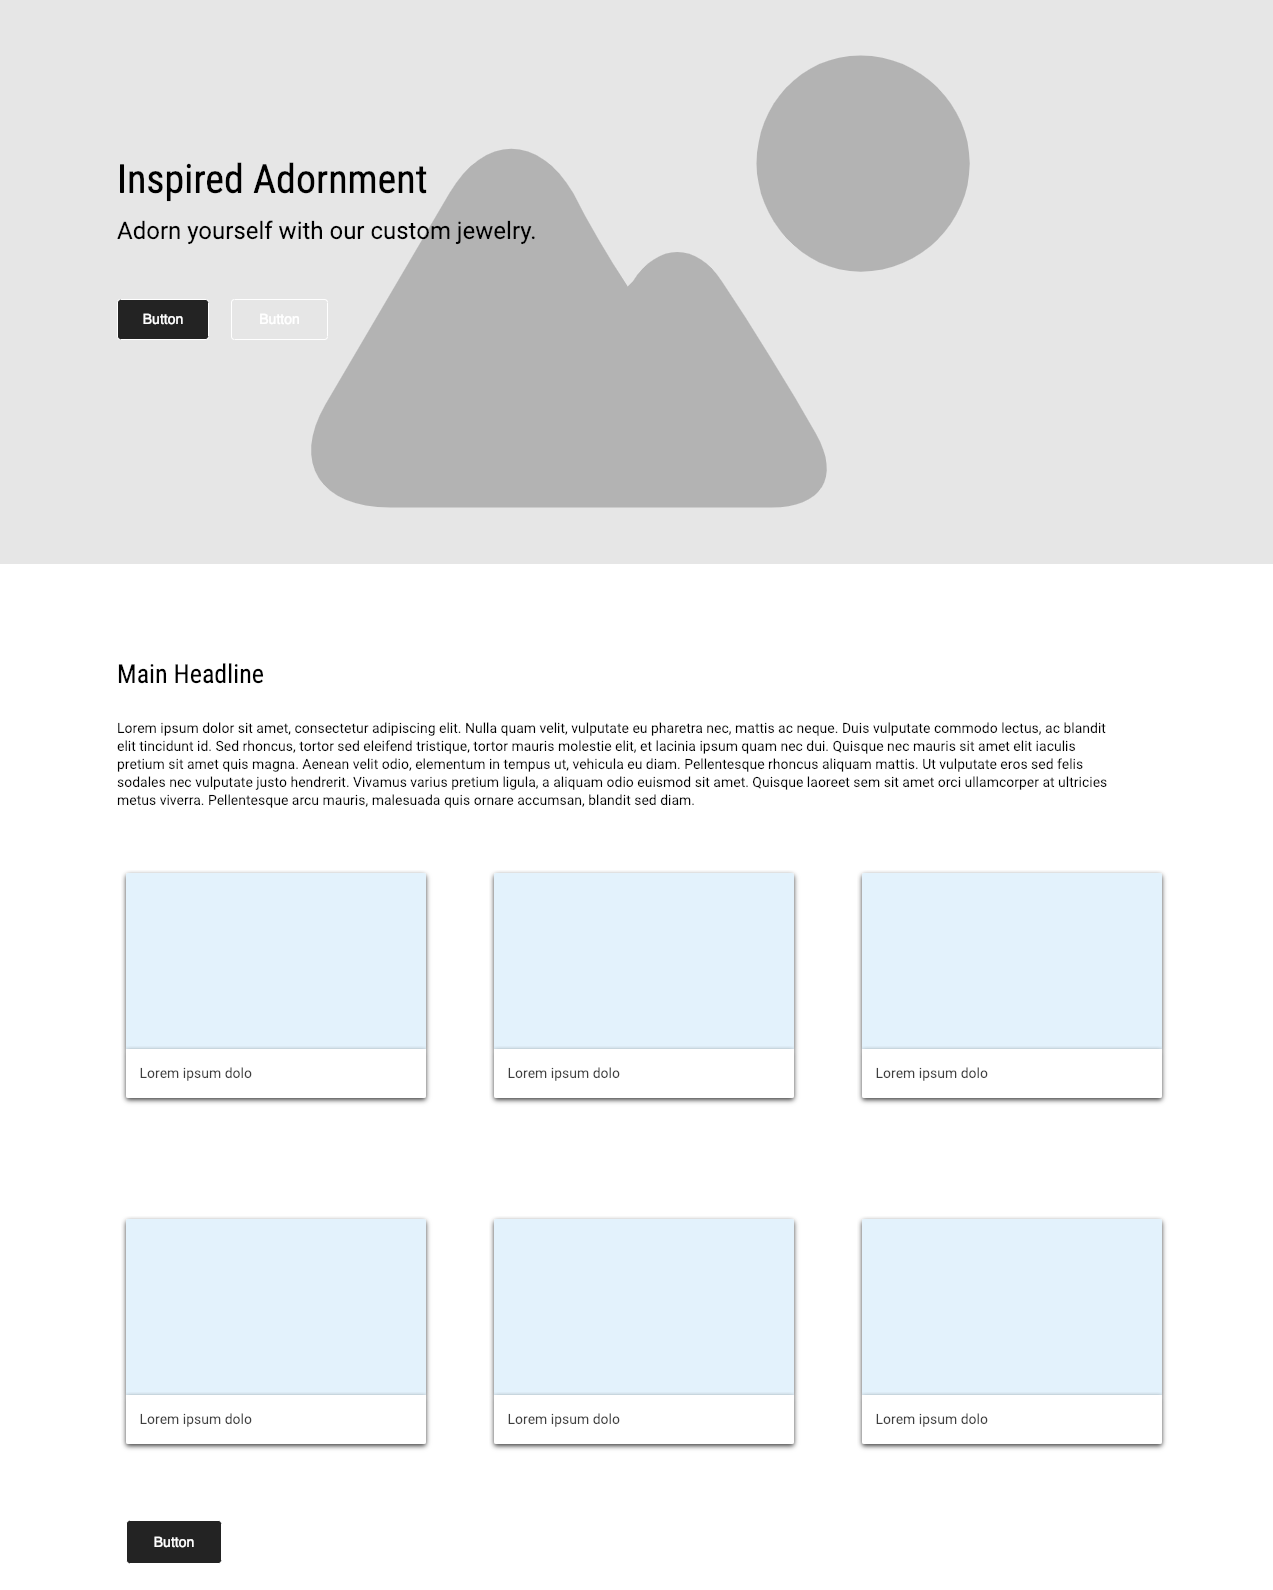 Inspired Adornment
Adorn yourself with our custom jewelry.
Button Button
Main Headline
Lorem ipsum dolor sit amet, consectetur adipiscing elit. Nulla quam velit, vulputate eu pharetra nec, mattis ac neque. Duis vulputate commodo lectus, ac blandit
elit tincidunt id. Sed rhoncus, tortor sed eleifend tristique, tortor mauris molestie elit, et lacinia ipsum quam nec dui. Quisque nec mauris sit amet elit iaculis
pretium sit amet quis magna. Aenean velit odio, elementum in tempus ut, vehicula eu diam. Pellentesque rhoncus aliquam mattis. Ut vulputate eros sed felis
sodales nec vulputate justo hendrerit. Vivamus varius pretium ligula, a aliquam odio euismod sit amet. Quisque laoreet sem sit amet orci ullamcorper at ultricies
metus viverra. Pellentesque arcu mauris, malesuada quis ornare accumsan, blandit sed diam.
Lorem ipsum dolo Lorem ipsum dolo Lorem ipsum dolo
Lorem ipsum dolo Lorem ipsum dolo Lorem ipsum dolo
Button